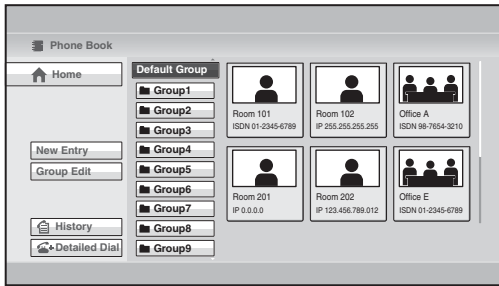 Phone Book
Home
New Entry
Group Edit
History
Detailed Dial
Default Group
Group1
Group2
Group3
Group4
Group5
Group6
Group7
Group8
Group9
Room 101
ISDN 01-2345-6789
Room 102
IP 255.255.255.255
Office A
ISDN 98-7654-3210
Room 201
IP 0.0.0.0
Room 202
IP 123.456.789.012
Office E
ISDN 01-2345-6789